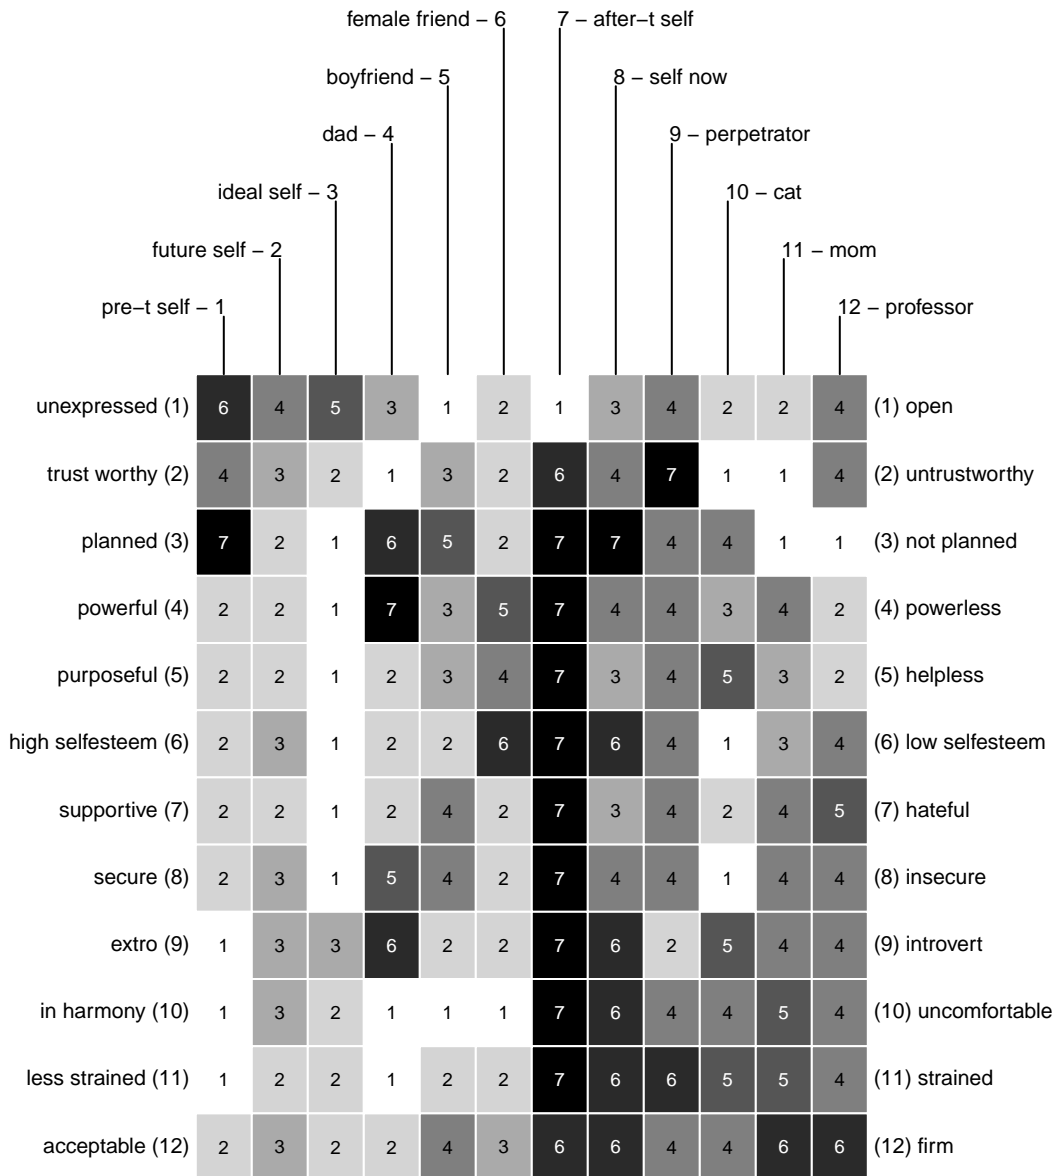 female friend − 6 7 − after−t self
boyfriend − 5 8 − self now
dad − 4 9 − perpetrator
ideal self − 3 10 − cat
future self − 2 11 − mom
pre−t self − 1 12 − professor
unexpressed (1) 6 4 5 3 1 2 1 3 4 2 2 4 (1) open
trust worthy (2) 4 3 2 1 3 2 6 4 7 1 1 4 (2) untrustworthy
planned (3) 7 2 1 6 5 2 7 7 4 4 1 1 (3) not planned
powerful (4) 2 2 1 7 3 5 7 4 4 3 4 2 (4) powerless
purposeful (5) 2 2 1 2 3 4 7 3 4 5 3 2 (5) helpless
high selfesteem (6) 2 3 1 2 2 6 7 6 4 1 3 4 (6) low selfesteem
supportive (7) 2 2 1 2 4 2 7 3 4 2 4 5 (7) hateful
secure (8) 2 3 1 5 4 2 7 4 4 1 4 4 (8) insecure
extro (9) 1 3 3 6 2 2 7 6 2 5 4 4 (9) introvert
in harmony (10) 1 3 2 1 1 1 7 6 4 4 5 4 (10) uncomfortable
less strained (11) 1 2 2 1 2 2 7 6 6 5 5 4 (11) strained
acceptable (12) 2 3 2 2 4 3 6 6 4 4 6 6 (12) firm